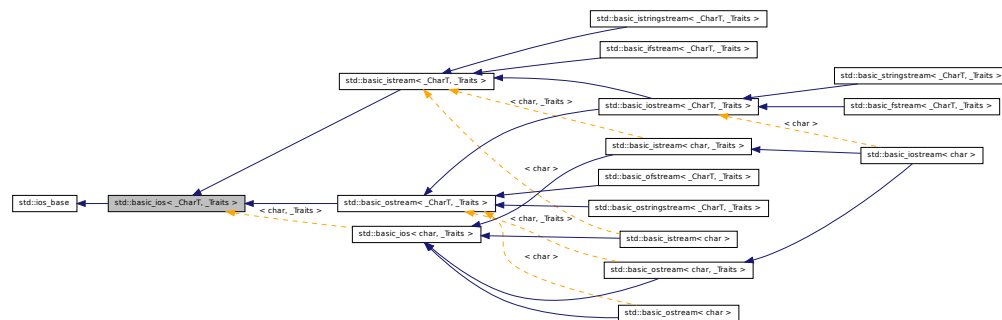 std::basic_istringstream< _CharT, _Traits >
std::basic_ifstream< _CharT, _Traits >
std::basic_istream< _CharT, _Traits >
std::basic_stringstream< _CharT, _Traits >
< char, _Traits >
std::basic_iostream< _CharT, _Traits >
std::basic_fstream< _CharT, _Traits >
< char >
std::basic_istream< char, _Traits >
std::basic_iostream< char >
< char >
std::basic_ofstream< _CharT, _Traits >
std::ios_base
std::basic_ios< _CharT, _Traits >
std::basic_ostream< _CharT, _Traits >
std::basic_ostringstream< _CharT, _Traits >
< char, _Traits >
< char, _Traits >
std::basic_ios< char, _Traits >
std::basic_istream< char >
< char >
std::basic_ostream< char, _Traits >
std::basic_ostream< char >